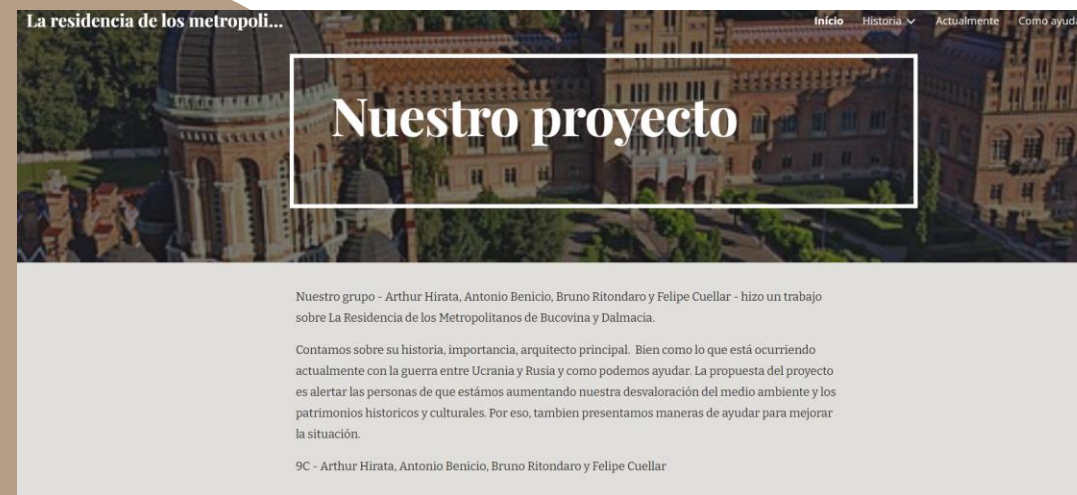 La residencia de los metropoli...
Início Historia Actualmente Como ayuda
Nuestro proyecto
Nuestro grupo - Arthur Hirata, Antonio Benicio, Bruno Ritondaro y Felipe Cuellar - hizo un trabajo
sobre La Residencia de los Metropolitanos de Bucovina y Dalmacia.
Contamos sobre su historia, importancia, arquitecto principal. Bien como lo que está ocurriendo
actualmente con la guerra entre Ucrania y Rusia y como podemos ayudar. La propuesta del proyecto
es alertar las personas de que estámos aumentando nuestra desvaloración del medio ambiente y los
patrimonios historicos y culturales. Por eso, tambien presentamos maneras de ayudar para mejorar
la situación.
9C - Arthur Hirata, Antonio Benicio, Bruno Ritondaro y Felipe Cuellar